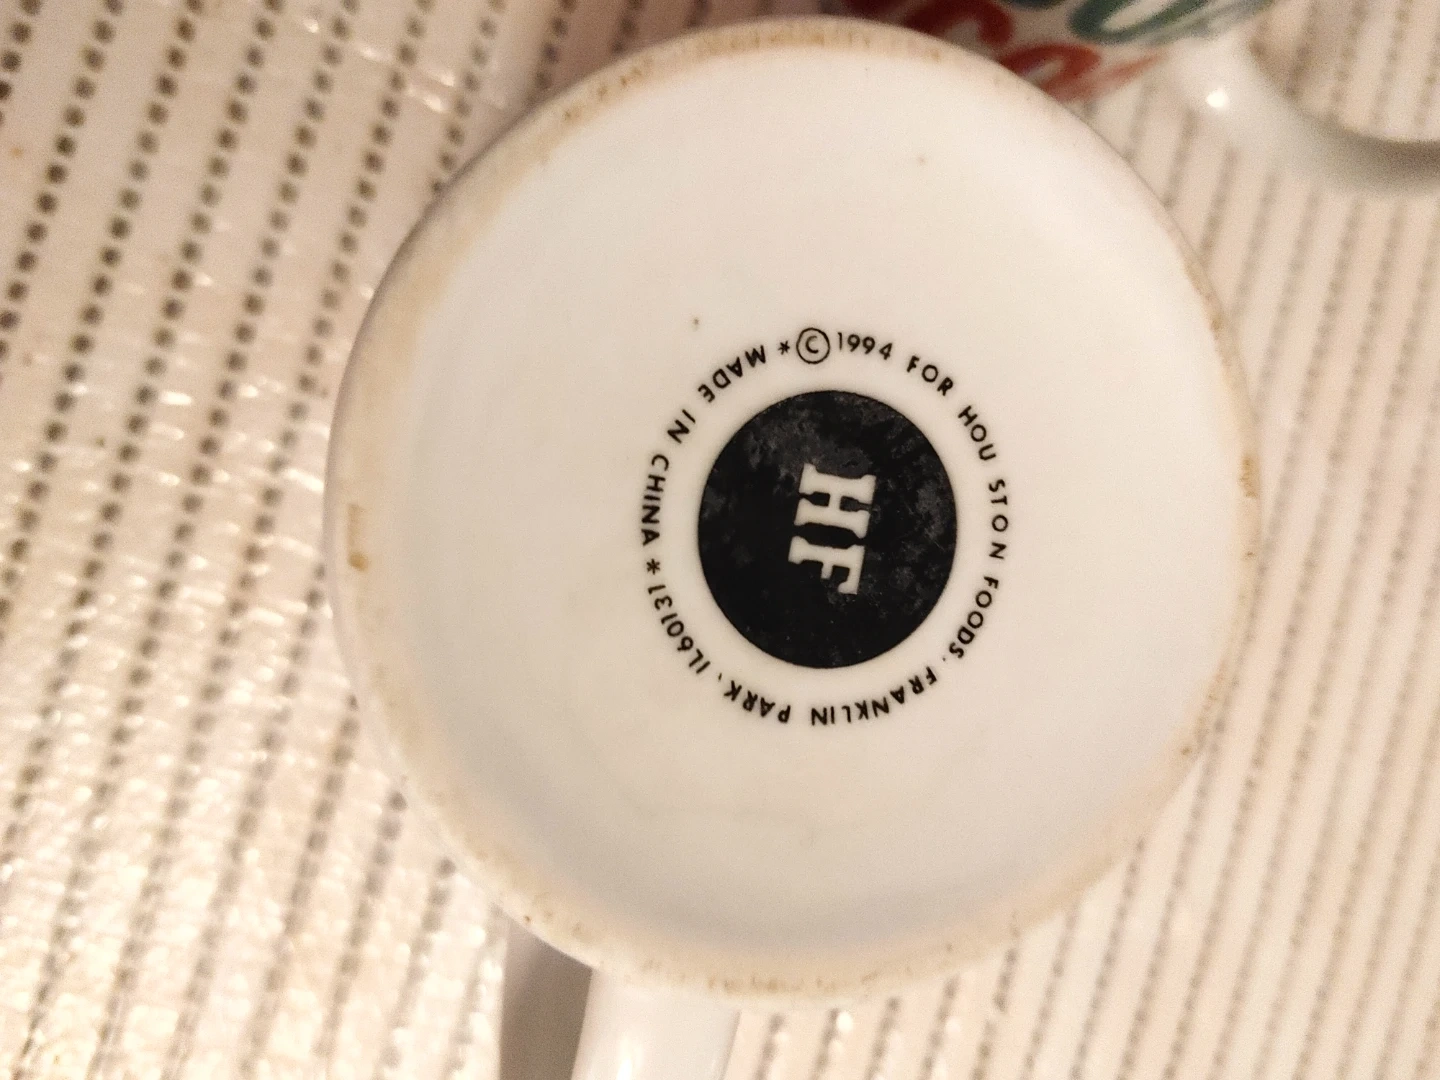 ©1994 FOR HOU STON FOODS. FRANKLIN PARK, IL60131 * MADE IN CHINA *
HF